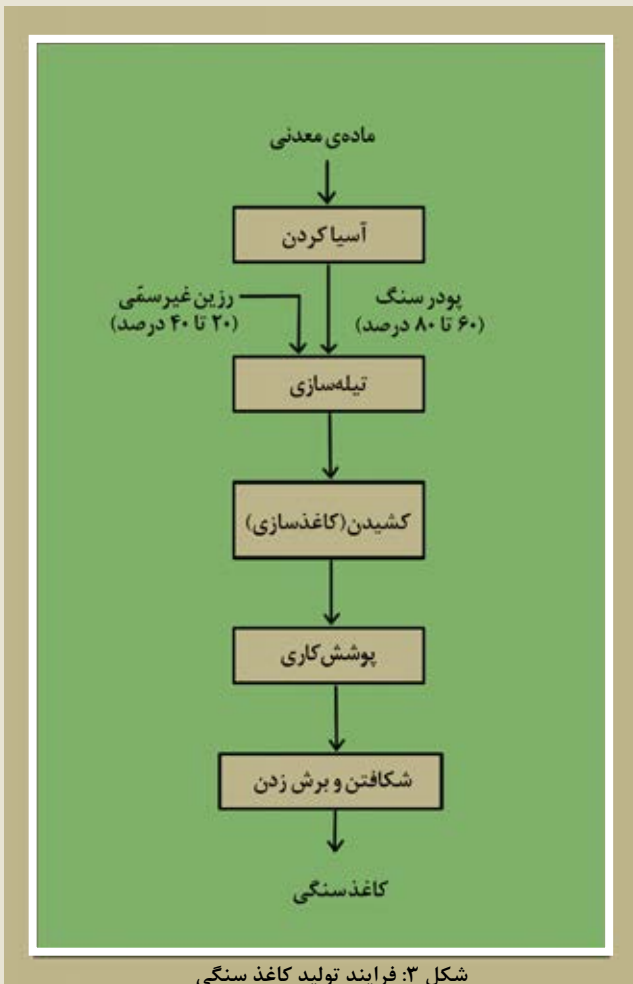 ماده‌ی معدنی
آسیا کردن
پودر سنگ
(۶۰ تا ۸۰ درصد)
رزین غیرسمّی
(۲۰ تا ۴۰ درصد)
تیله‌سازی
کشیدن(کاغذسازی)
پوشش‌کاری
شکافتن و برش زدن
کاغذ سنگی
شکل ۳: فرایند تولید کاغذ سنگی